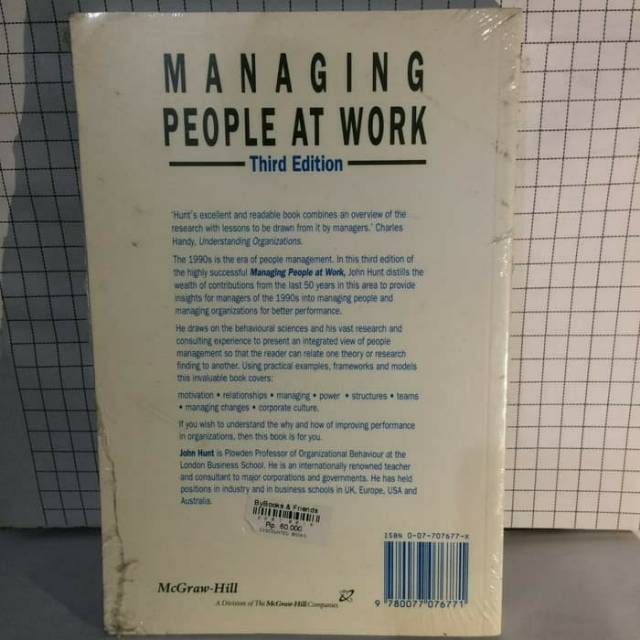 MANAGING
PEOPLE AT WORK
Third Edition
'Hunt's excellent and readable book combines an overview of the
research with lessons to be drawn from it by managers.' Charles
Handy, Understanding Organizations.
The 1990s is the era of people management. In this third edition of
the highly successful Managing People at Work, John Hunt distills the
wealth of contributions from the last 50 years in this area to provide
insights for managers of the 1990s into managing people and
managing organizations for better performance.
He draws on the behavioural sciences and his vast research and
consulting experience to present an integrated view of people
management so that the reader can relate one theory or research
finding to another. Using practical examples, frameworks and models
this invaluable book covers:
motivation • relationships • managing • power • structures • teams
• managing changes • corporate culture.
If you wish to understand the why and how of improving performance
in organizations, then this book is for you.
John Hunt is Plowden Professor of Organizational Behaviour at the
London Business School. He is an internationally renowned teacher
and consultant to major corporations and governments. He has held
positions in industry and in business schools in UK, Europe, USA and
Australia.
ByBooks & Friends
Rp. 60.000
McGraw-Hill
A Division of The McGraw-Hill Companies
ISBN 0-07-707677-X
9 780077 076771